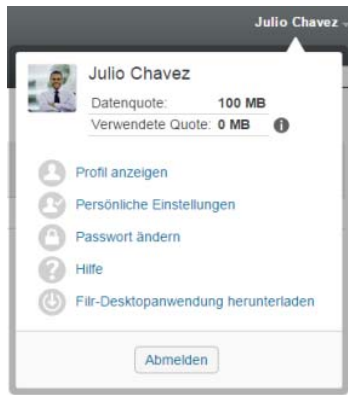 Julio Chavez
Julio Chavez
Datenquote: 100 MB
Verwendete Quote: 0 MB
Profil anzeigen
Persönliche Einstellungen
Passwort ändern
Hilfe
Filr-Desktopanwendung herunterladen
Abmelden